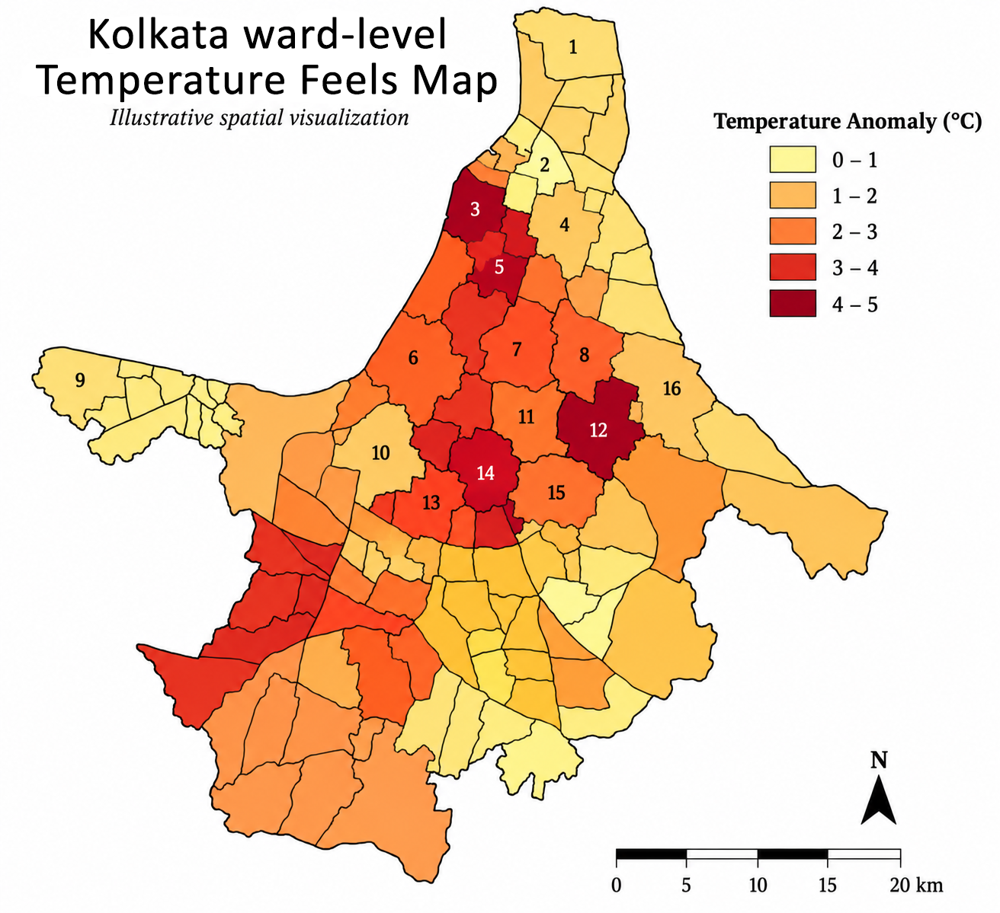 Kolkata ward-level
Temperature Feels Map
Illustrative spatial visualization
Temperature Anomaly (°C)
0 – 1
1 – 2
2 – 3
3 – 4
4 – 5
1
2
3
4
5
6
7
8
9
16
11
12
10
14
13
15
N
0 5 10 15 20 km